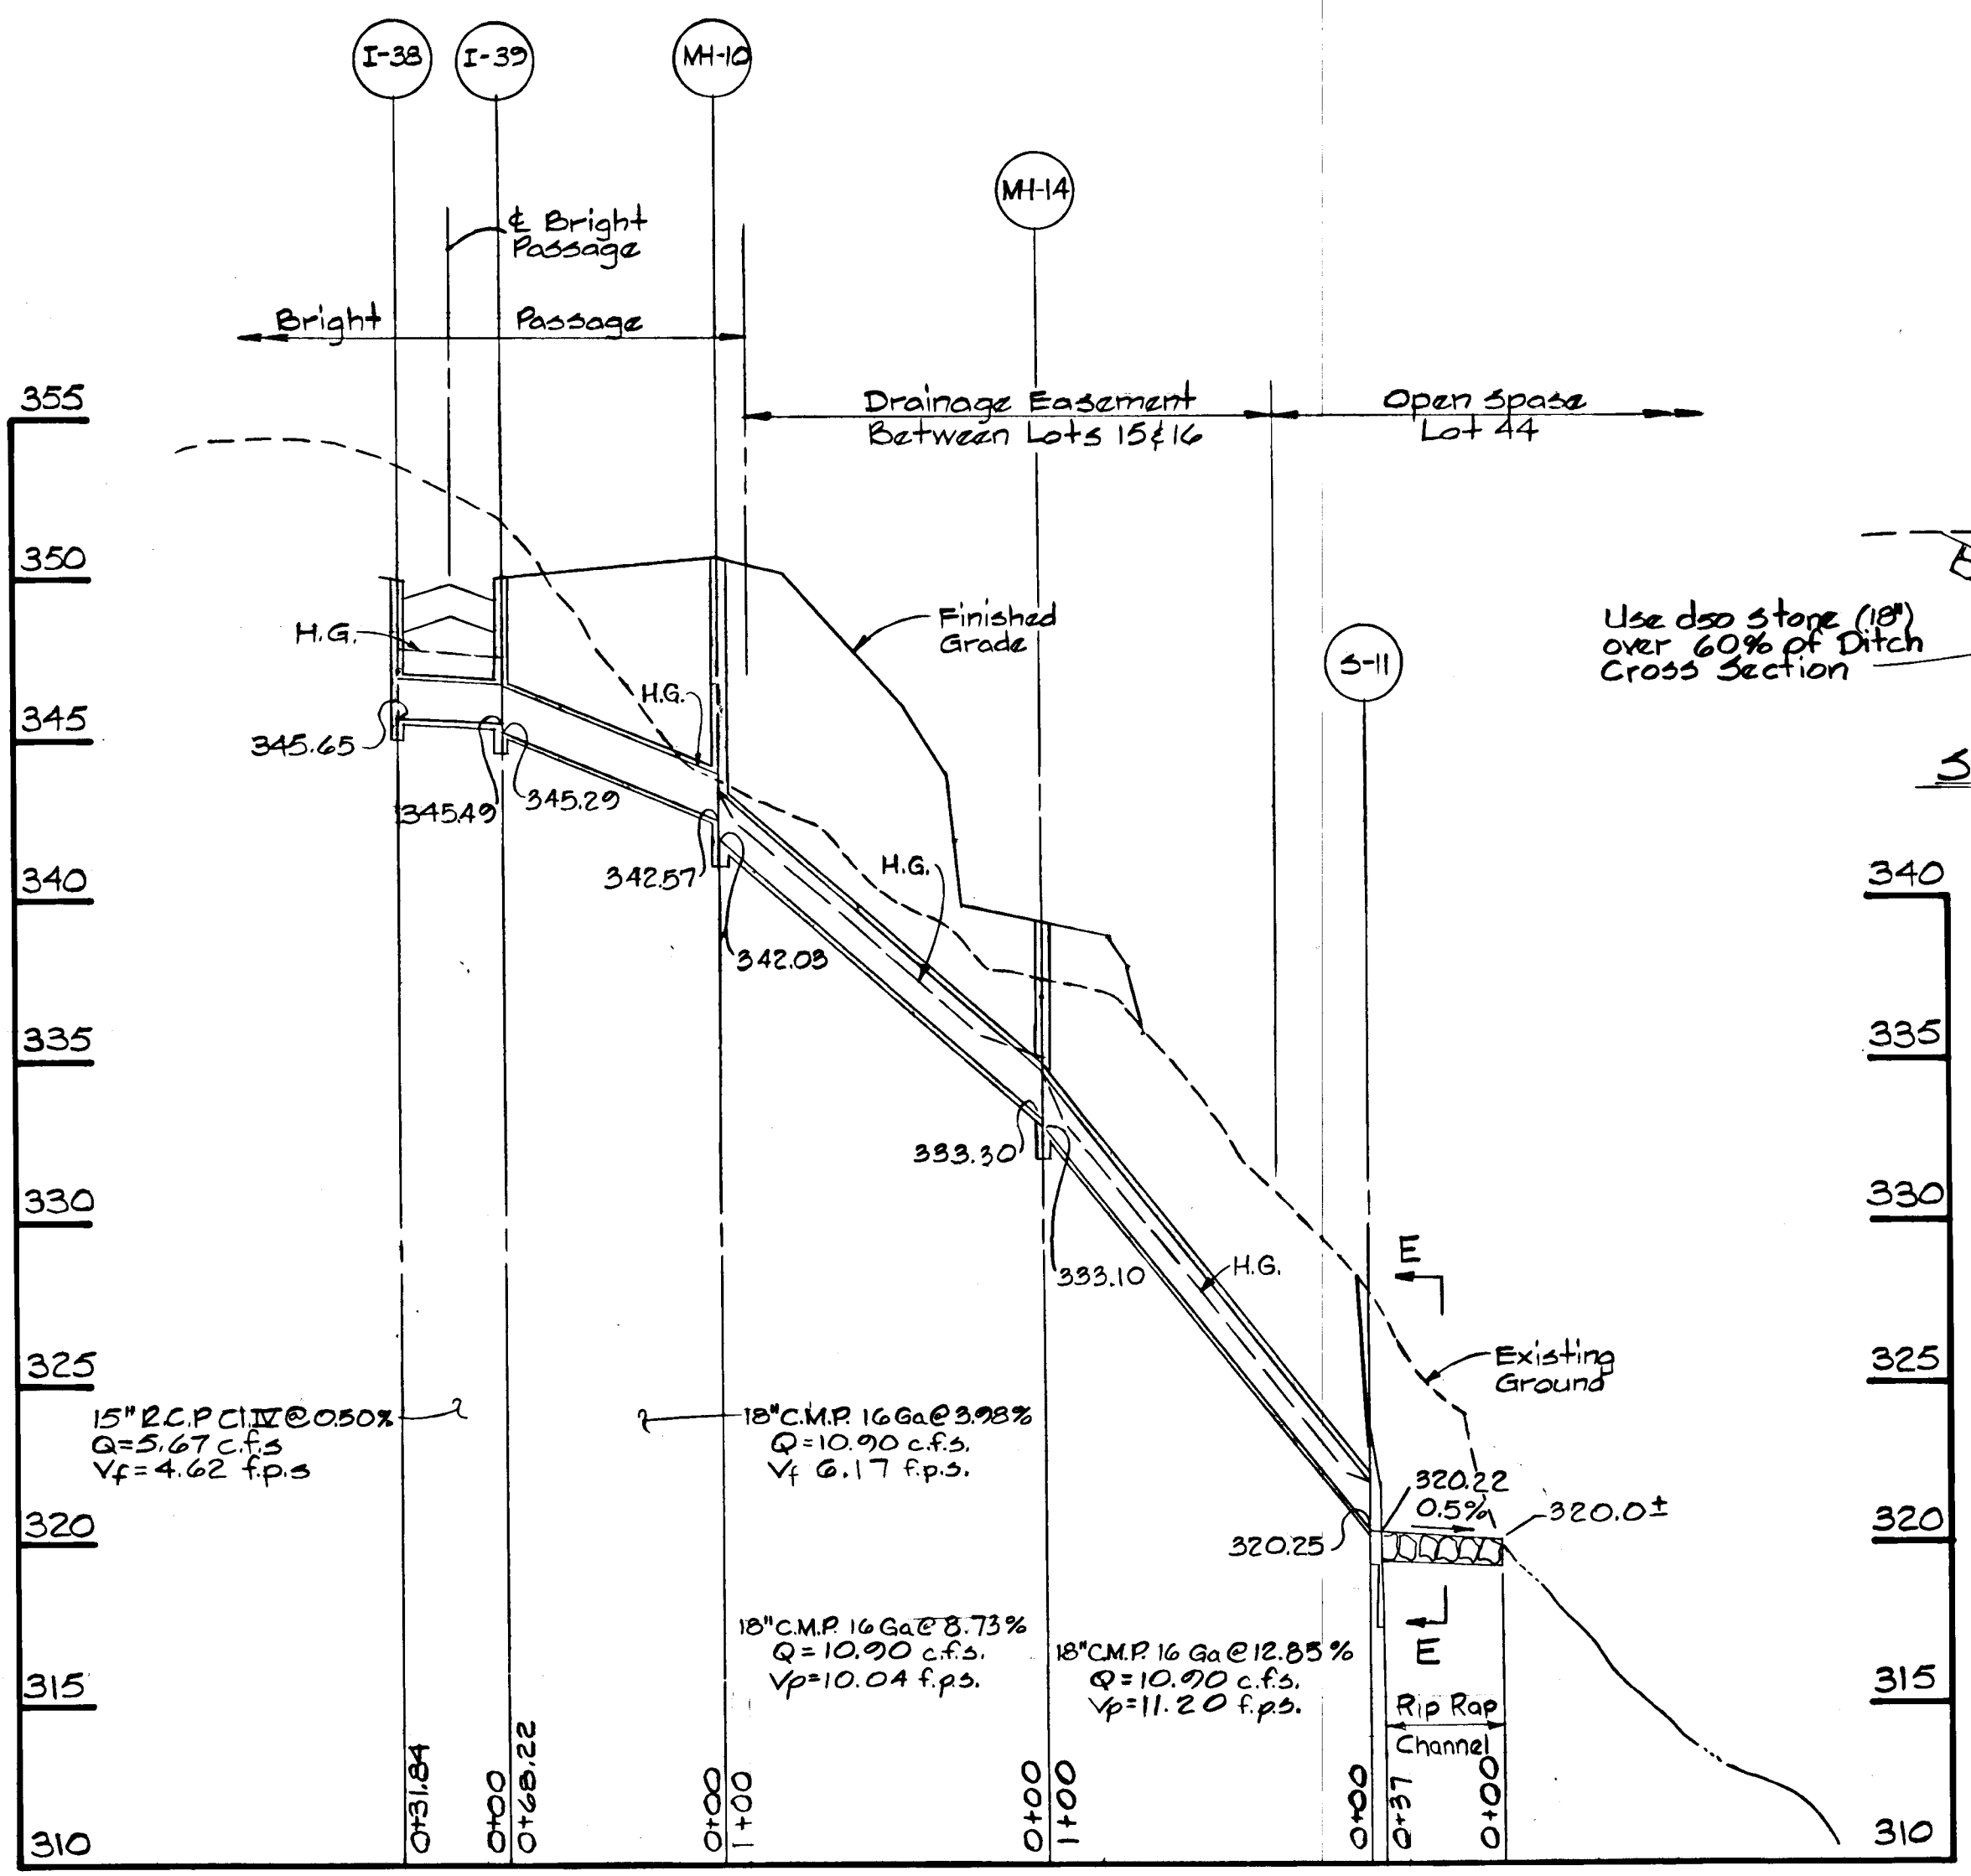 I-38
I-39
MH-10
MH-14
S-11
℄ Bright
Passage
Bright Passage
Drainage Easement
Between Lots 15 & 16
Open Spase
Lot 44
355
350
345
340
335
330
325
320
315
310
340
335
330
325
320
315
310
H.G.
H.G.
H.G.
H.G.
Finished
Grade
Use d50 stone (18")
over 60% of Ditch
Cross Section
S
345.65
345.49
345.29
342.57
342.03
333.30
333.10
E
Existing
Ground
320.22
0.5%
320.0±
320.25
E
15" R.C.P Cl.IV @ 0.50%
Q=5.67 c.f.s
Vf=4.62 f.p.s
18" C.M.P. 16 Ga @ 3.98%
Q=10.90 c.f.s.
Vf 6.17 f.p.s.
18" C.M.P. 16 Ga @ 8.73%
Q=10.90 c.f.s.
Vp=10.04 f.p.s.
18" C.M.P. 16 Ga @ 12.85%
Q=10.90 c.f.s.
Vp=11.20 f.p.s.
Rip Rap
Channel
0+31.84
0+00
0+68.22
0+00
1+00
0+00
1+00
0+00
0+37
0+00